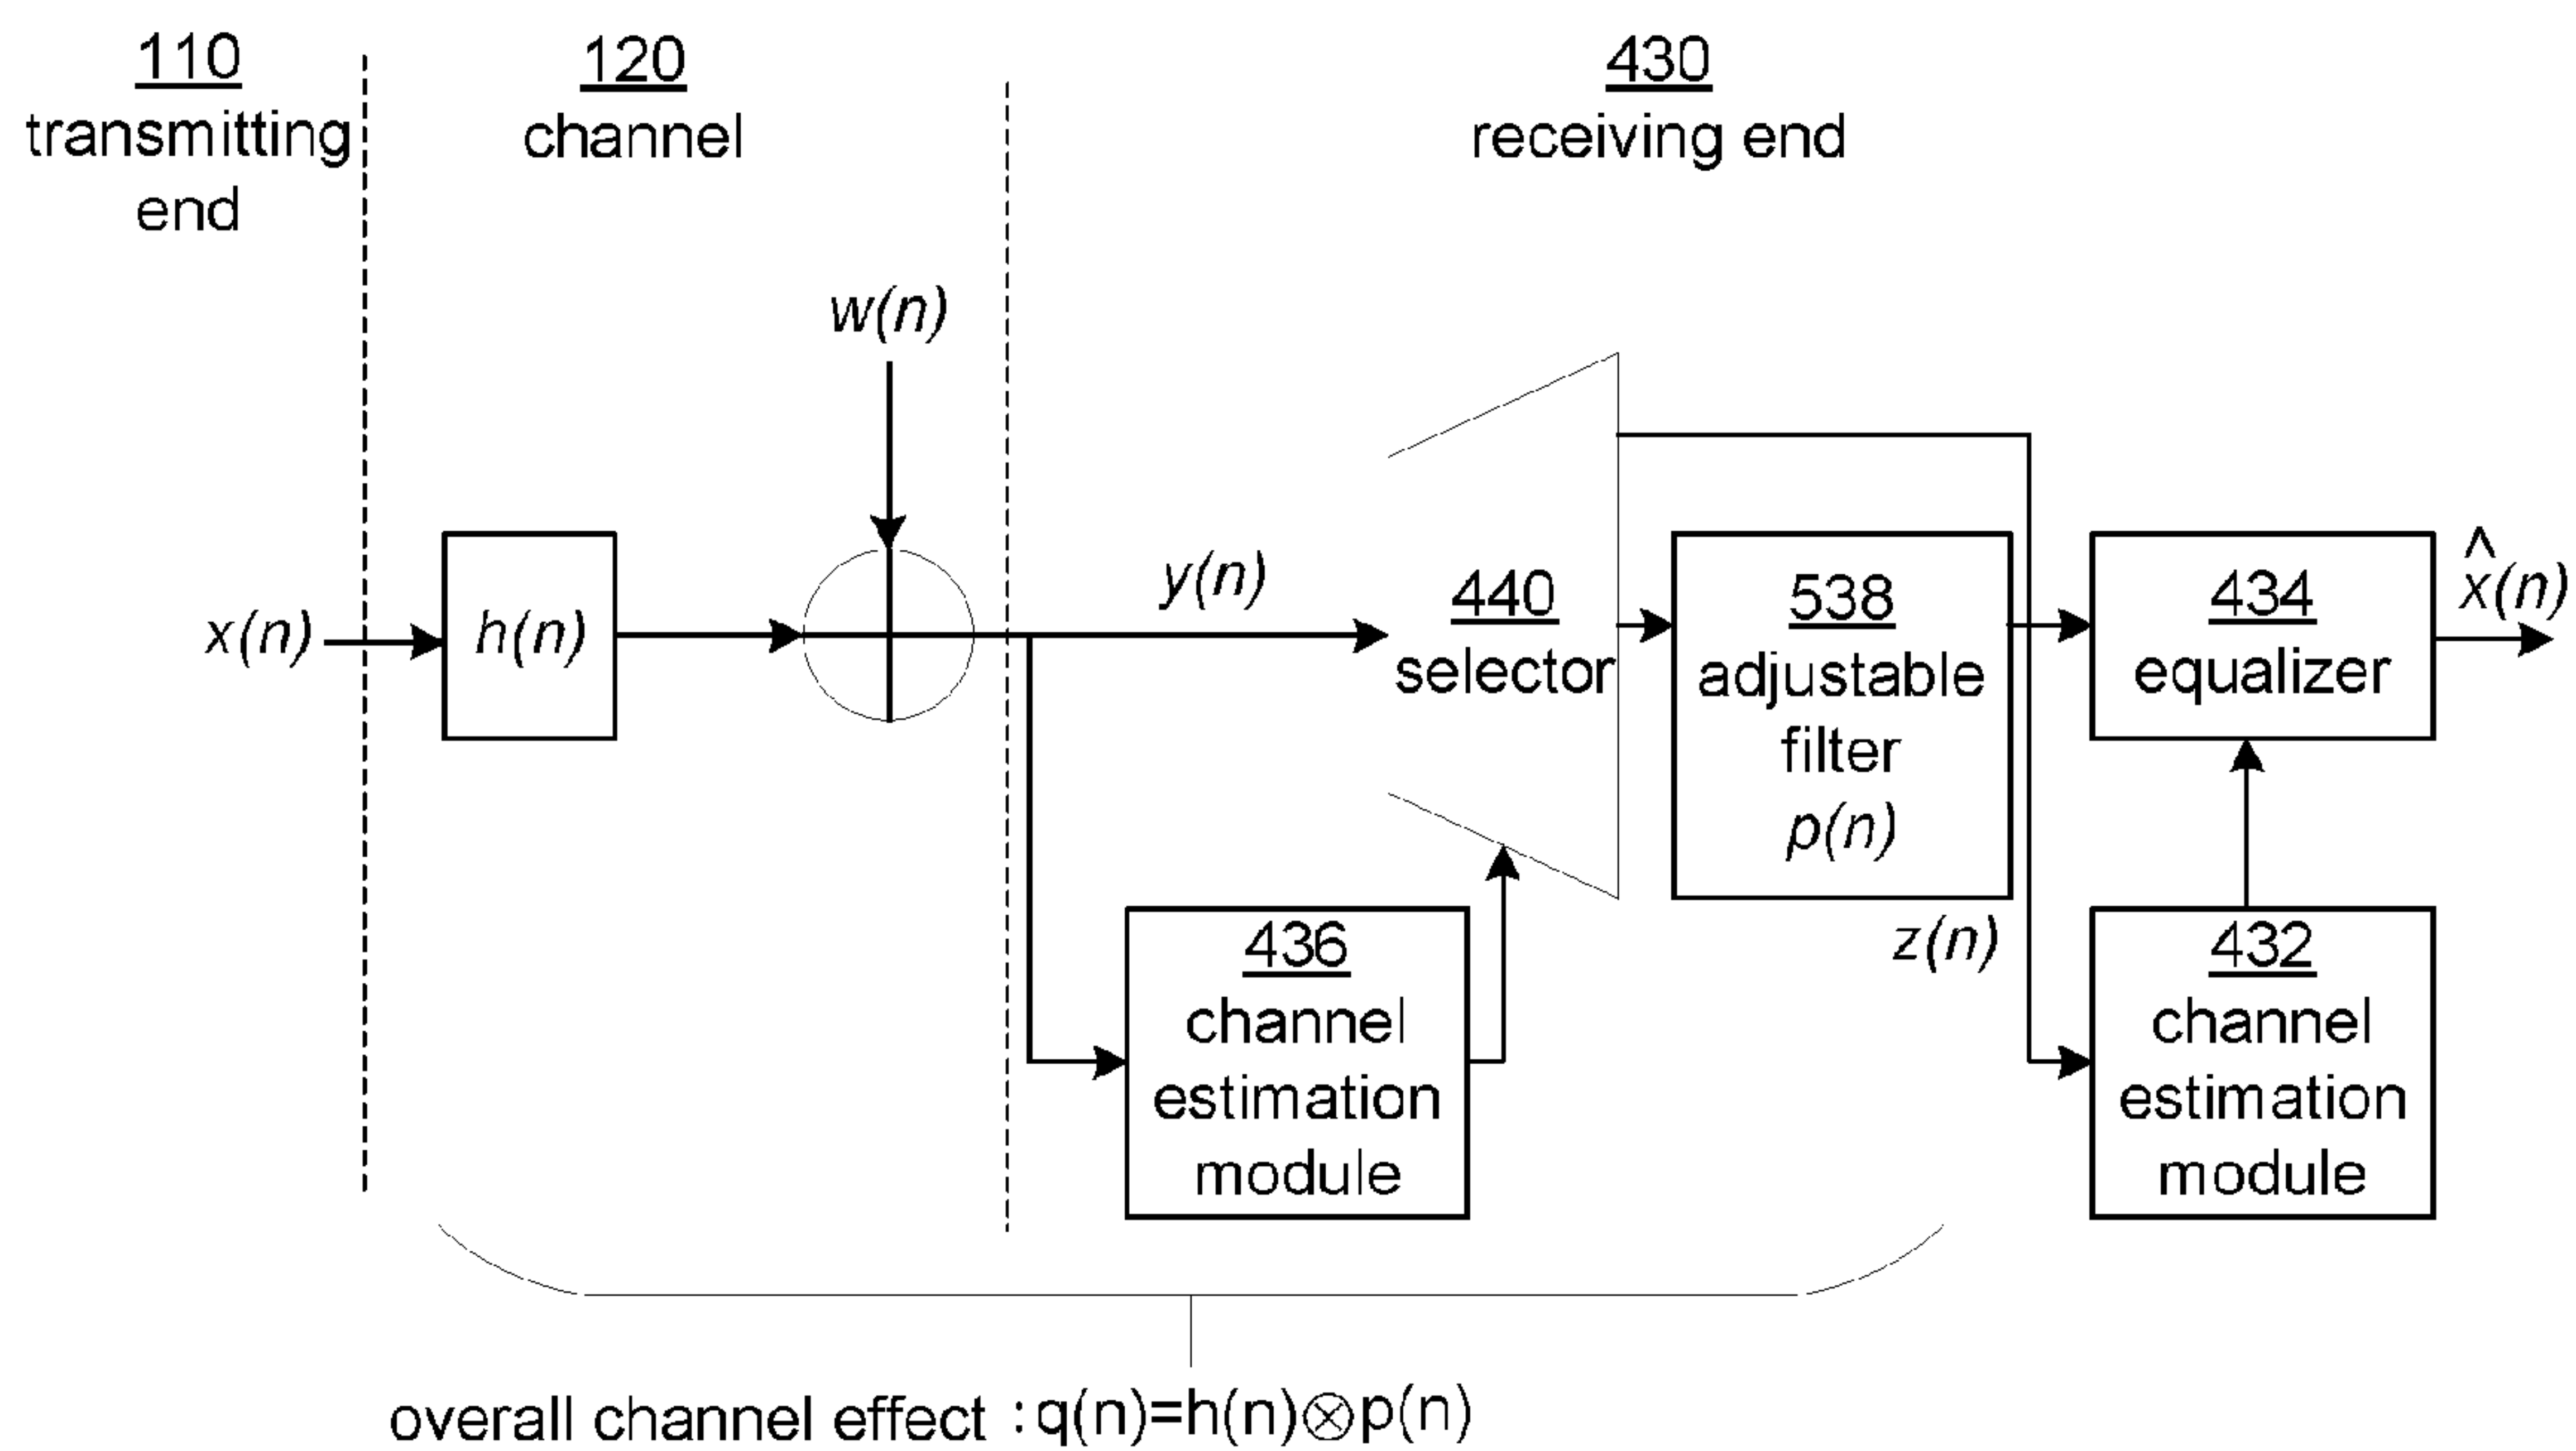 110
transmitting
end
120
channel
430
receiving end
w(n)
x(n)
h(n)
y(n)
440
selector
538
adjustable
filter
p(n)
z(n)
434
equalizer
x̂(n)
436
channel
estimation
module
432
channel
estimation
module
overall channel effect : q(n)=h(n)⊗p(n)